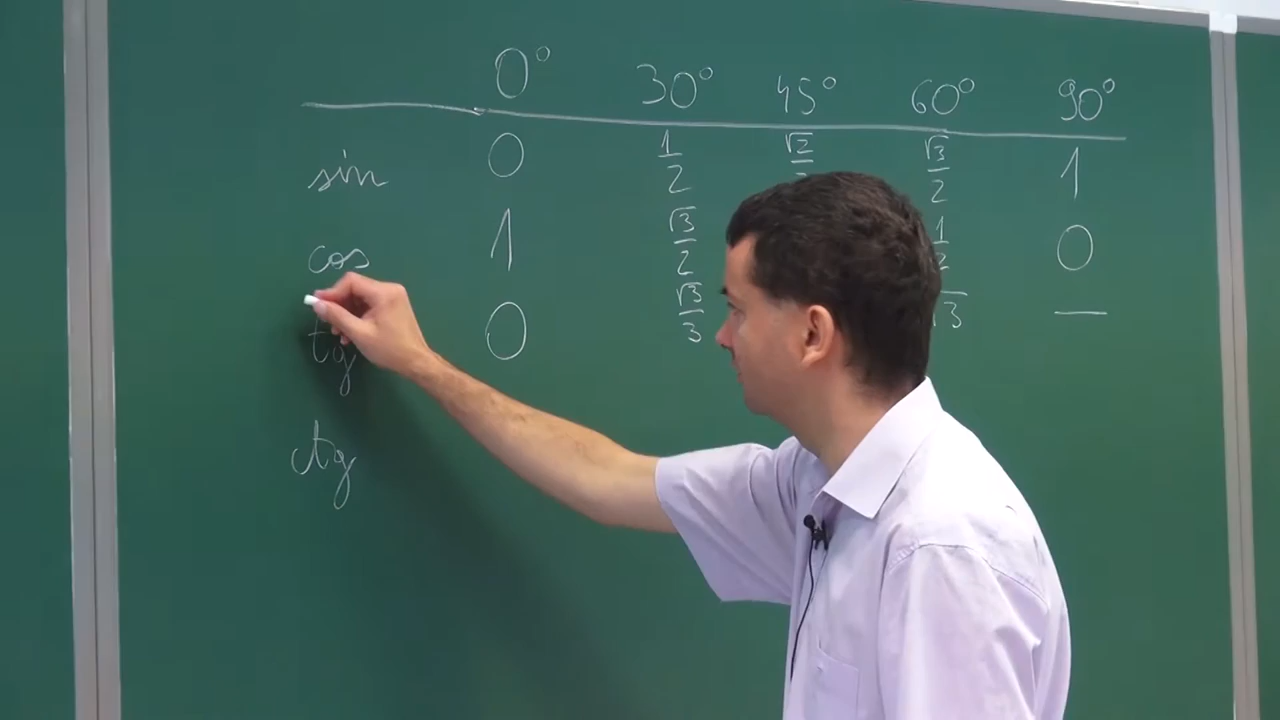 0° 30° 45° 60° 90°
sin 0 1/2 √2 √3/2 1
cos 1 √3/2 1/2 0
tg 0 √3/3 √3 —
ctg